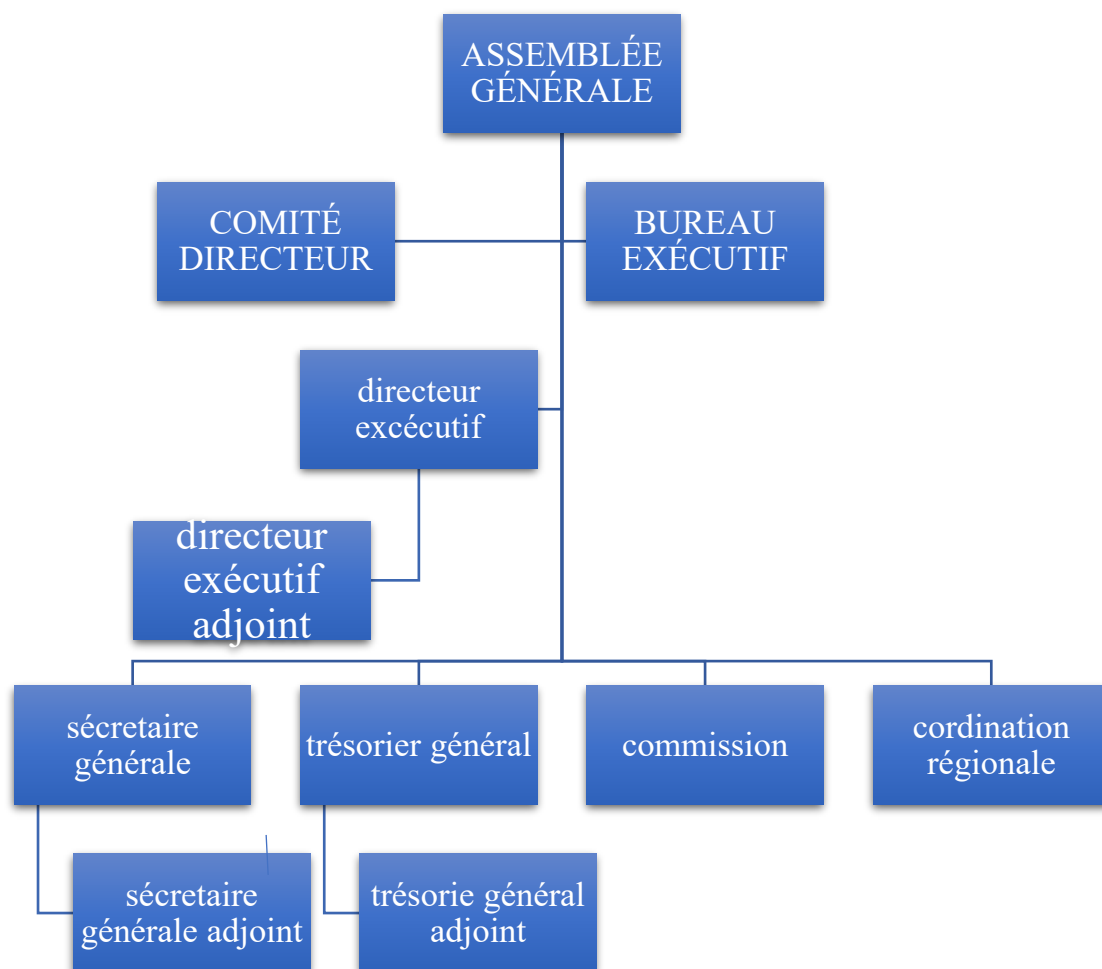 ASSEMBLÉE
GÉNÉRALE
COMITÉ
DIRECTEUR
BUREAU
EXÉCUTIF
directeur
excécutif
directeur
exécutif
adjoint
sécretaire
générale
trésorier général
commission
cordination
régionale
sécretaire
générale adjoint
trésorie général
adjoint